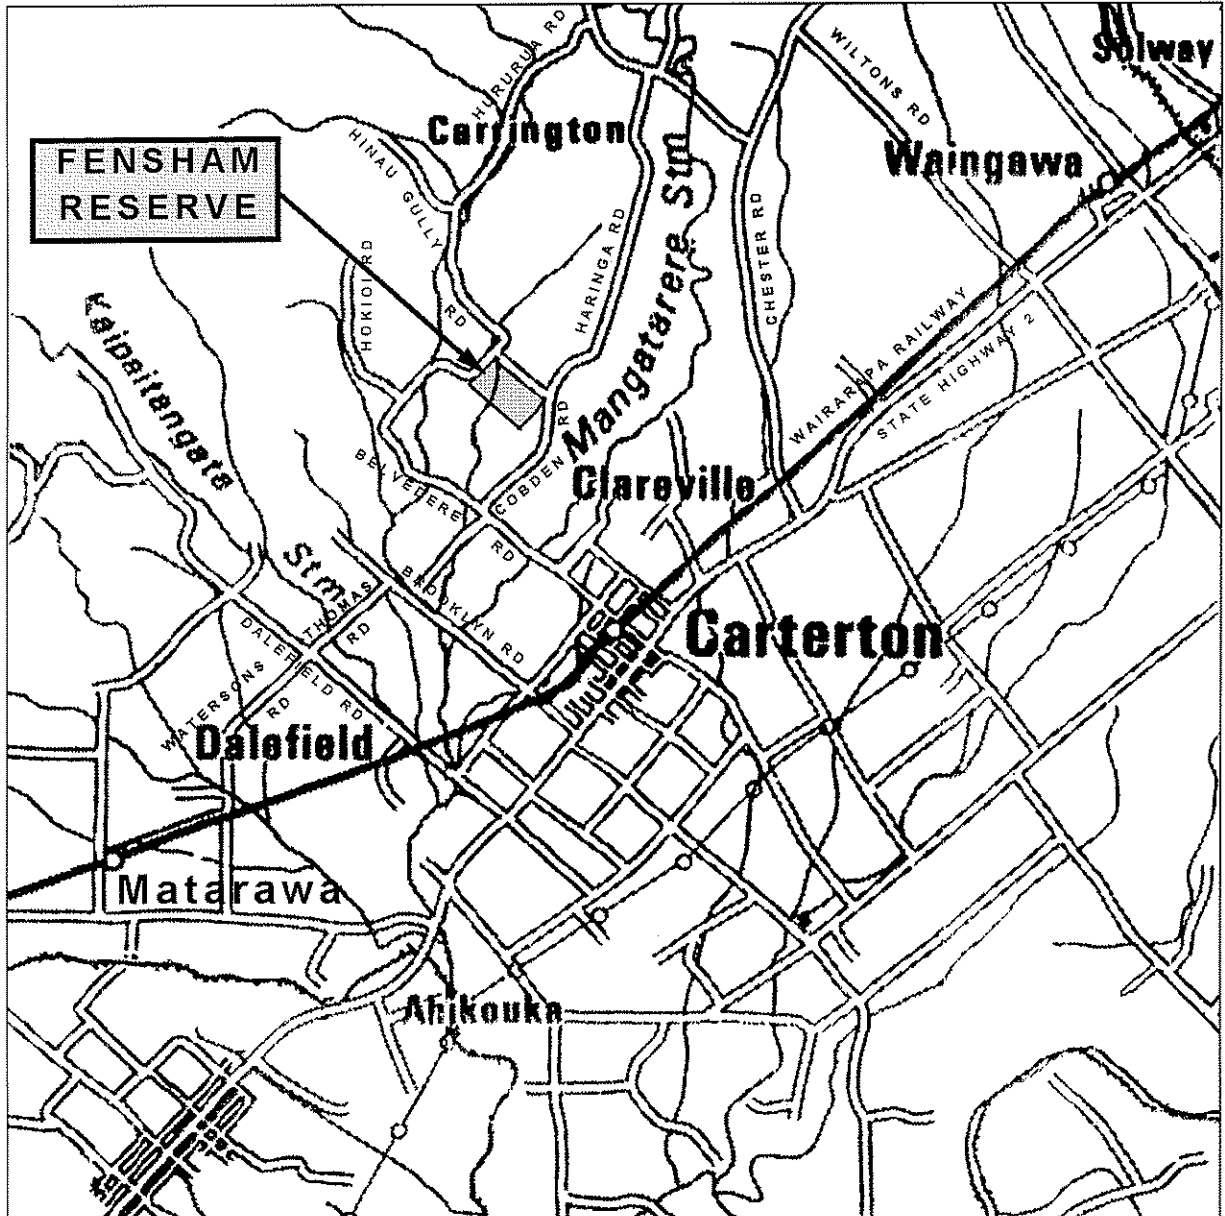 Solway
HURURUA RD
WILTONS RD
Carrington
HINAU GULLY
RD
Waingawa
FENSHAM
RESERVE
Mangatarere Stm
CHESTER RD
HARINGA RD
HOKIO RD
Kaipaitangata
Stm
WAIRARAPA RAILWAY
STATE HIGHWAY 2
COBDEN RD
BELVEDERE
RD
Clareville
BROOKLYN RD
THOMAS
RD
DALEFIELD RD
WATERSONS
RD
Carterton
Dalefield
Matarawa
Ahikouka